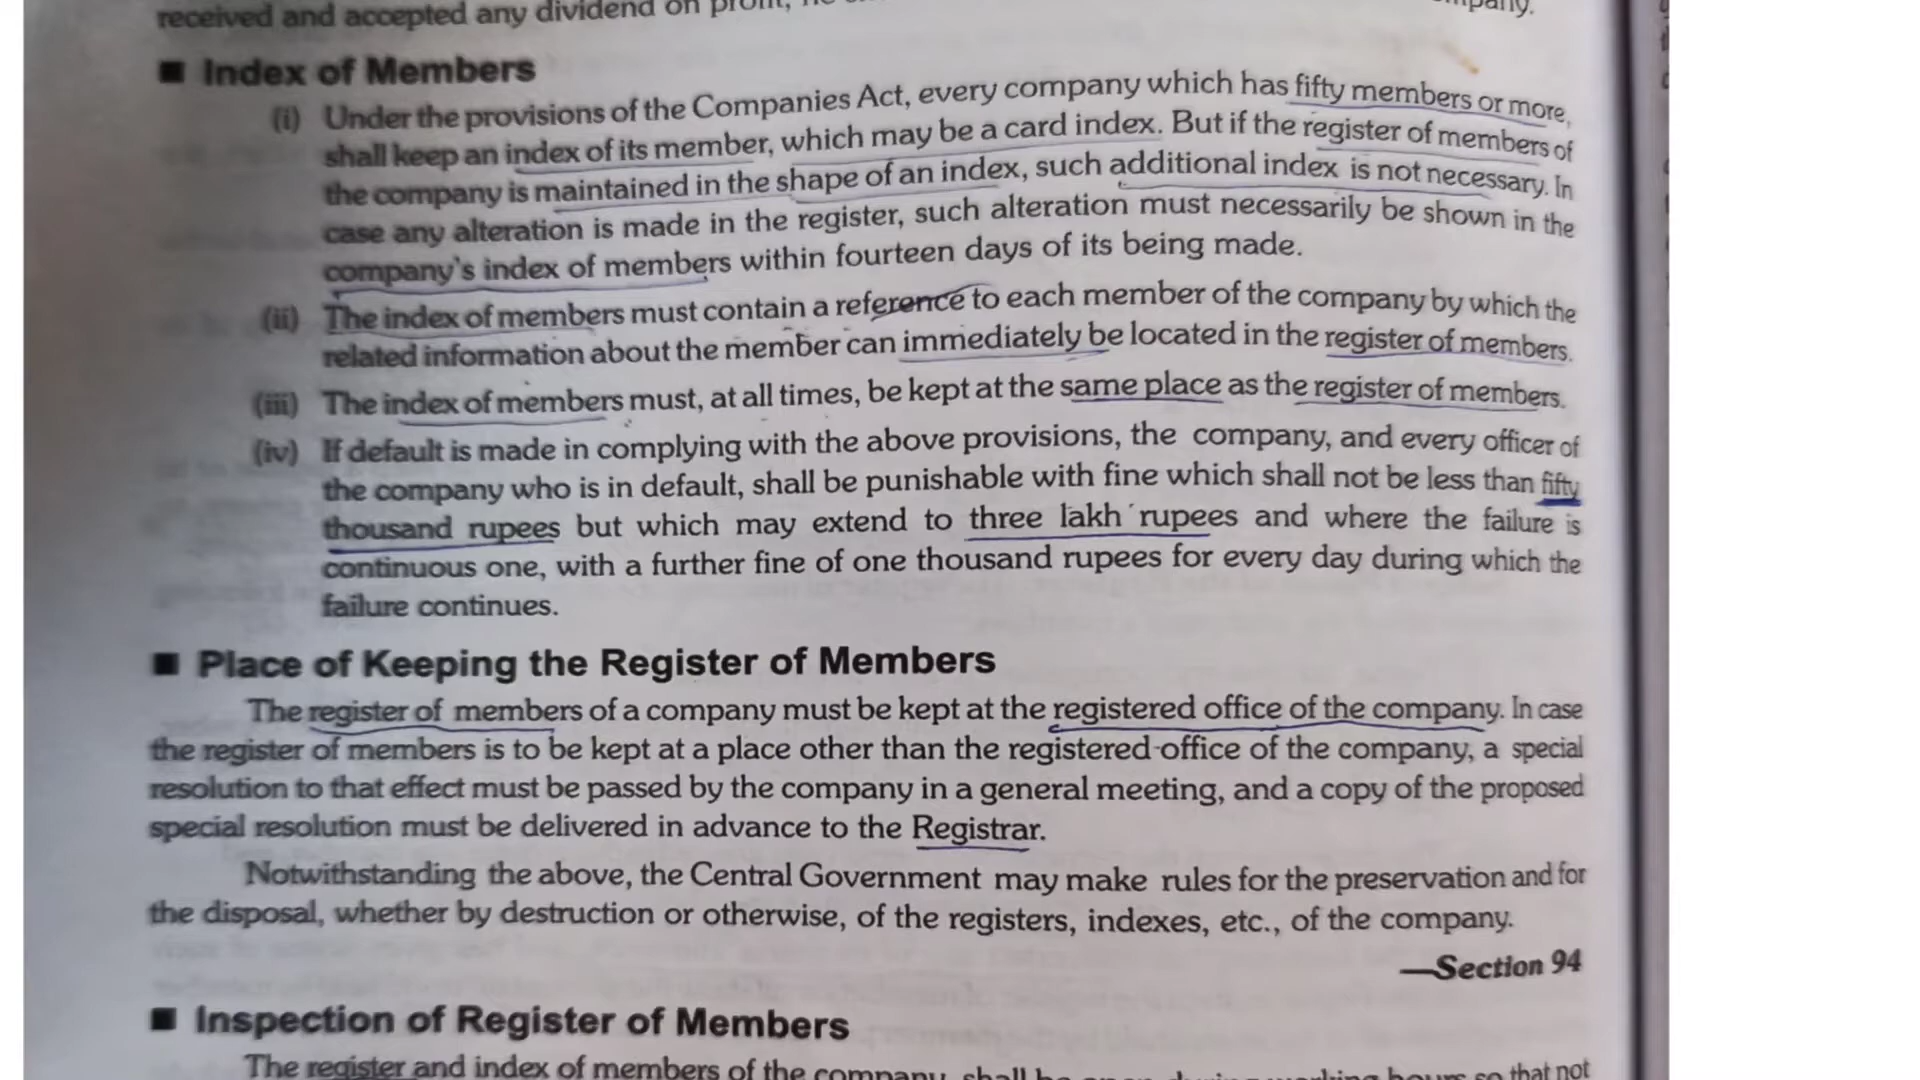 received and accepted any dividend on profit,
mpany.
■ Index of Members
(i) Under the provisions of the Companies Act, every company which has fifty members or more,
shall keep an index of its member, which may be a card index. But if the register of members of
the company is maintained in the shape of an index, such additional index is not necessary. In
case any alteration is made in the register, such alteration must necessarily be shown in the
company's index of members within fourteen days of its being made.
(ii) The index of members must contain a reference to each member of the company by which the
related information about the member can immediately be located in the register of members.
(iii) The index of members must, at all times, be kept at the same place as the register of members.
(iv) If default is made in complying with the above provisions, the company, and every officer of
the company who is in default, shall be punishable with fine which shall not be less than fifty
thousand rupees but which may extend to three lakh rupees and where the failure is
continuous one, with a further fine of one thousand rupees for every day during which the
failure continues.
■ Place of Keeping the Register of Members
The register of members of a company must be kept at the registered office of the company. In case
the register of members is to be kept at a place other than the registered office of the company, a special
resolution to that effect must be passed by the company in a general meeting, and a copy of the proposed
special resolution must be delivered in advance to the Registrar.
Notwithstanding the above, the Central Government may make rules for the preservation and for
the disposal, whether by destruction or otherwise, of the registers, indexes, etc., of the company.
—Section 94
■ Inspection of Register of Members
The register and index of members of the company, shall be open during working hours so that not